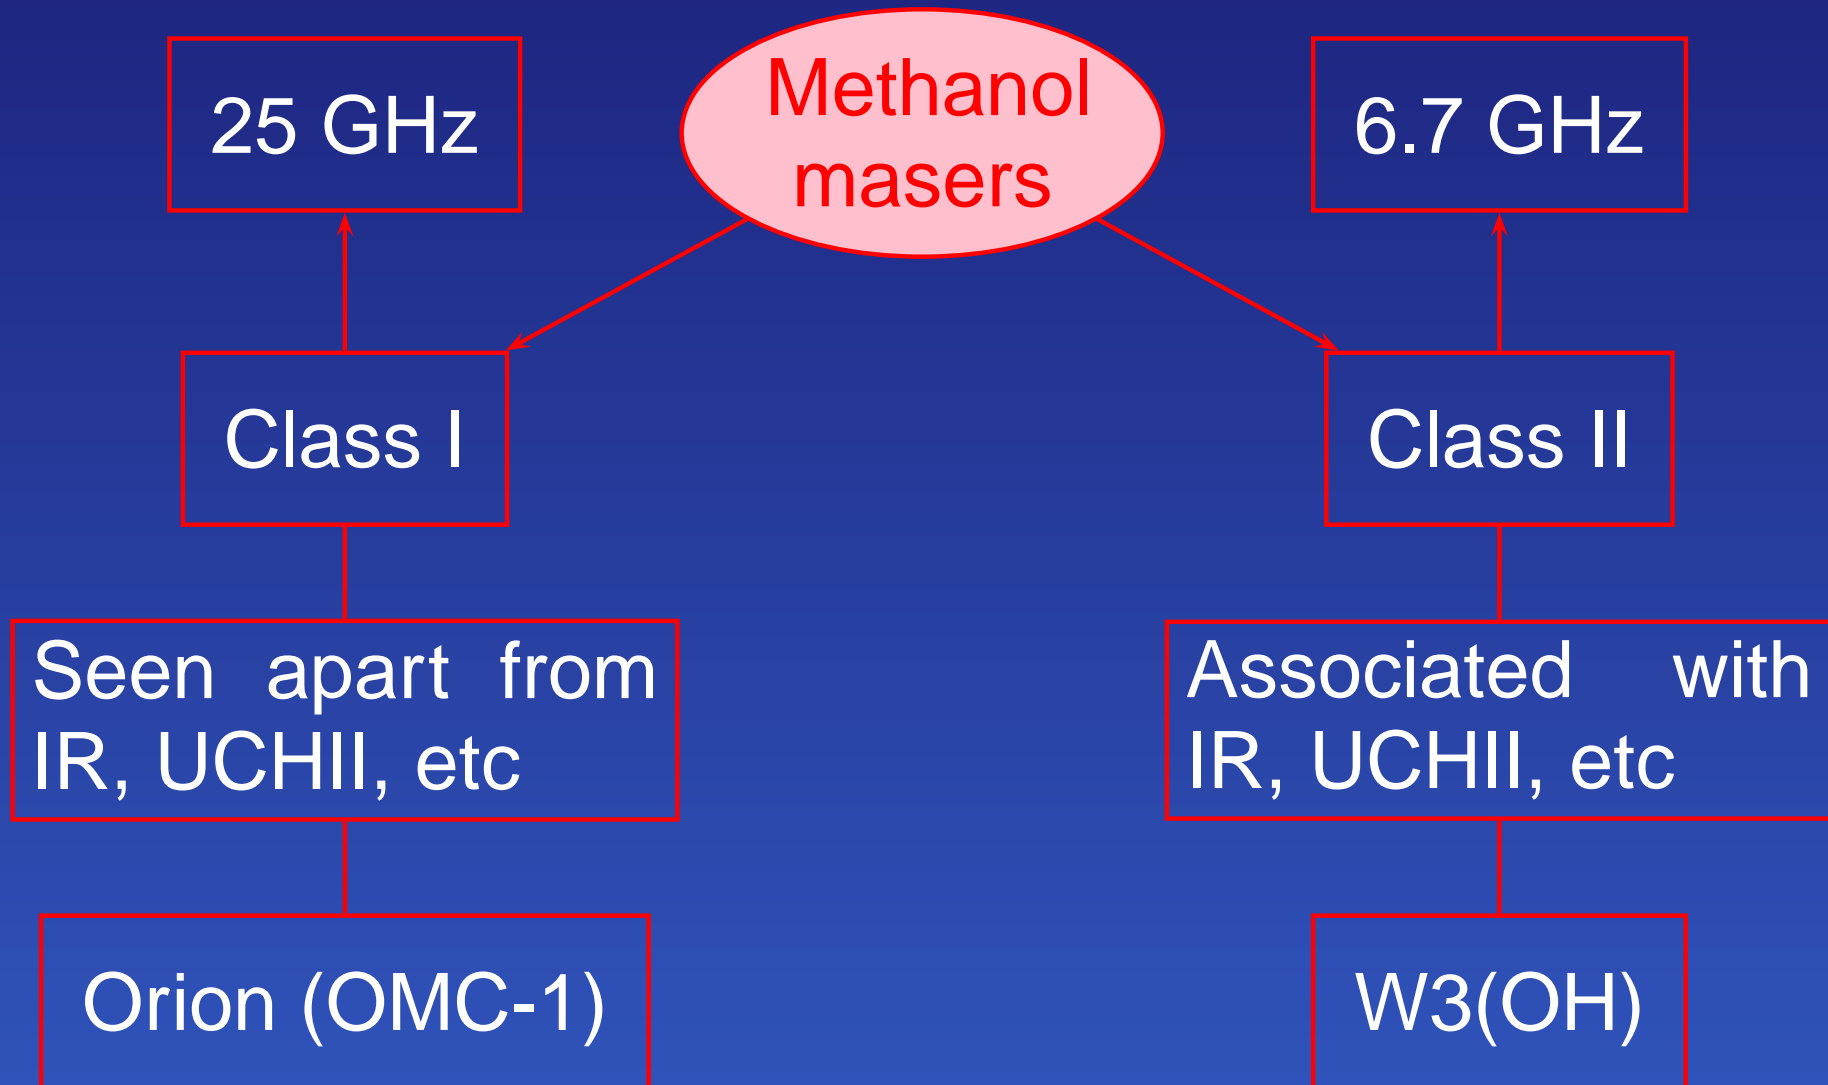 Methanol
masers
25 GHz
6.7 GHz
Class I
Class II
Seen apart from
IR, UCHII, etc
Associated with
IR, UCHII, etc
Orion (OMC-1)
W3(OH)